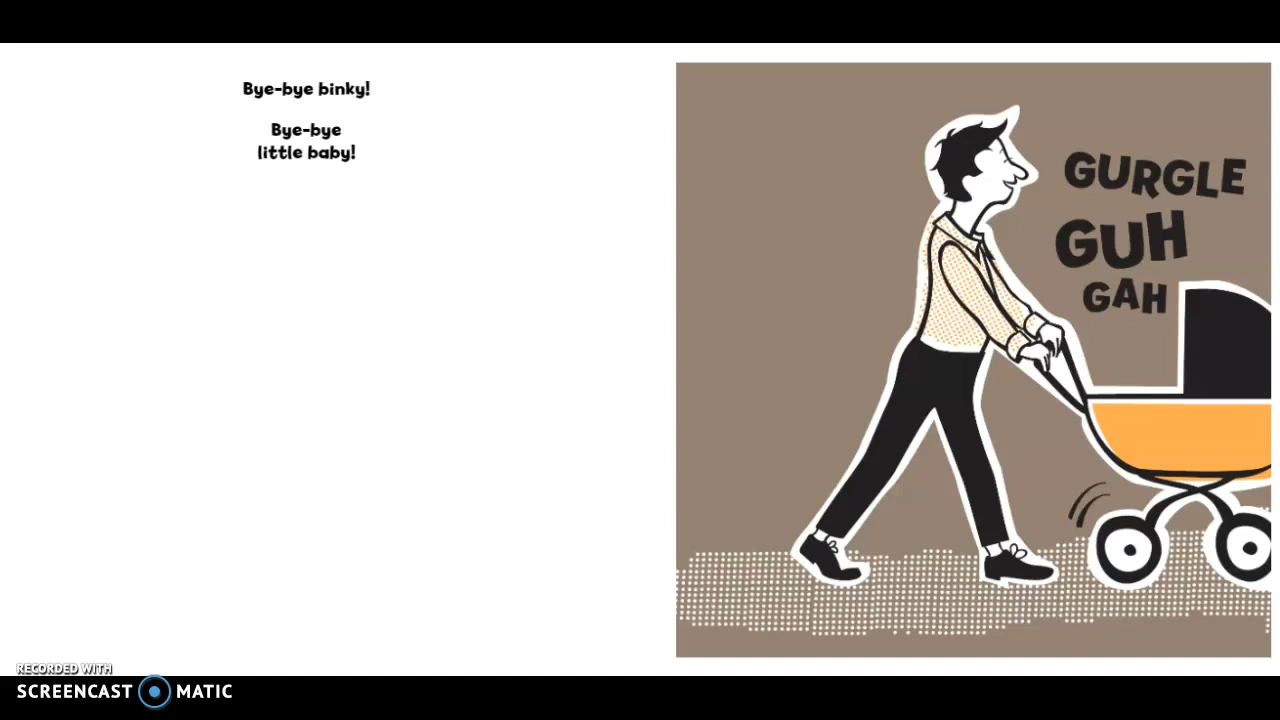 Bye-bye binky!
Bye-bye
little baby!
GURGLE
GUH
GAH
RECORDED WITH
SCREENCAST MATIC